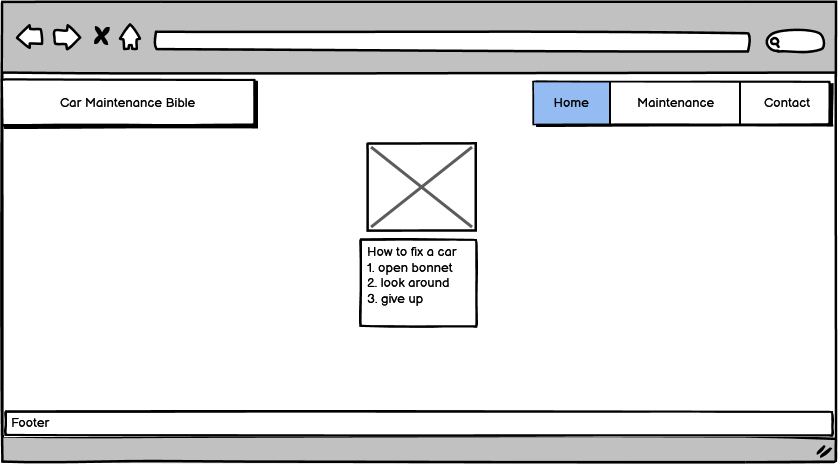 Car Maintenance Bible
Home
Maintenance
Contact
How to fix a car
1. open bonnet
2. look around
3. give up
Footer